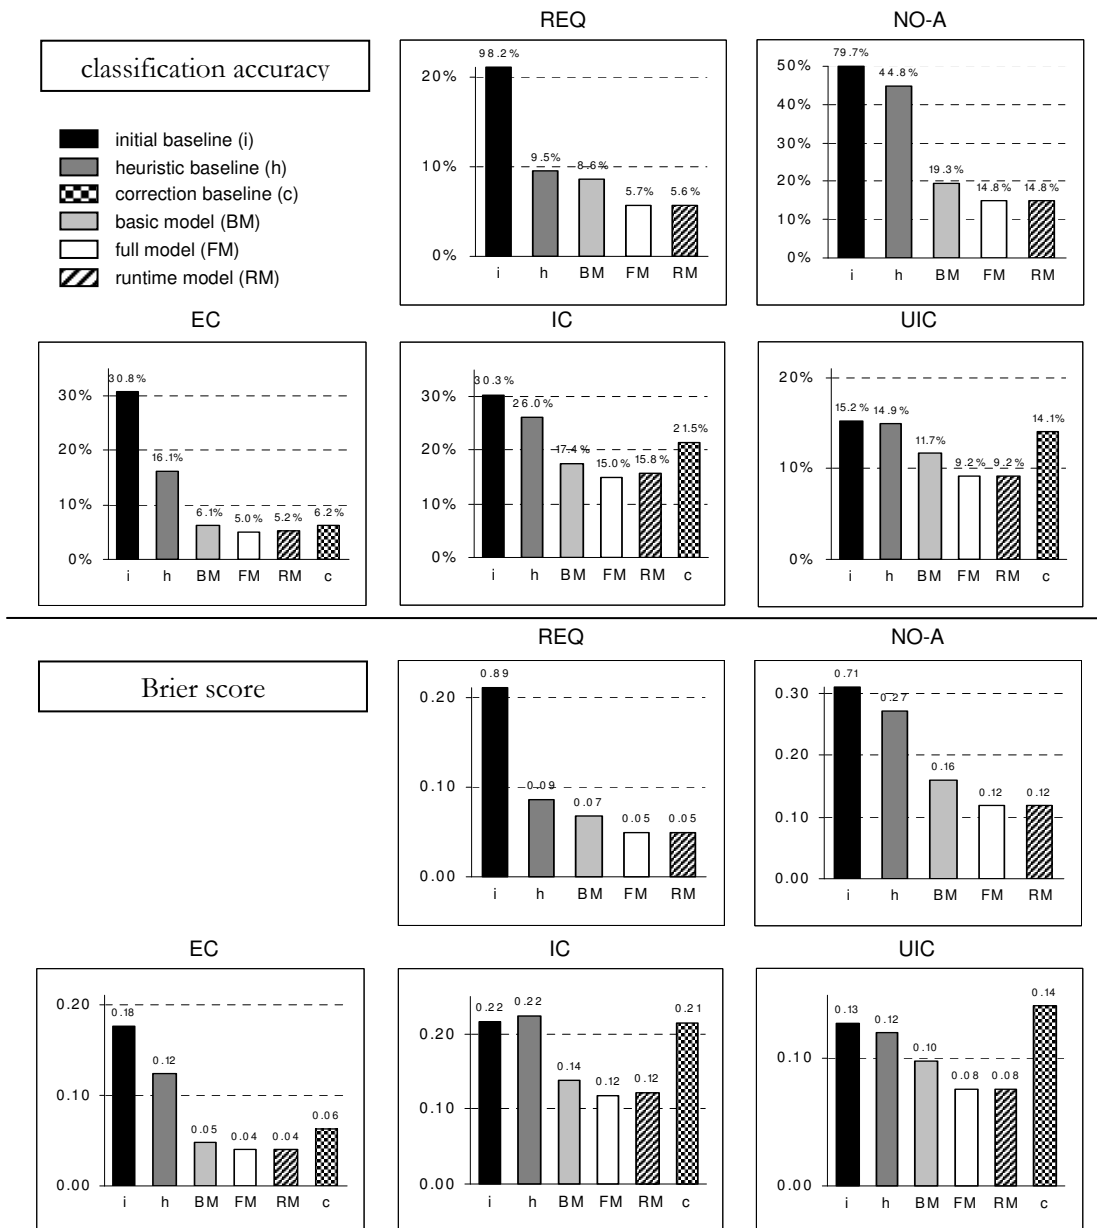 REQ
NO-A
classification accuracy
initial baseline (i)
heuristic baseline (h)
correction baseline (c)
basic model (BM)
full model (FM)
runtime model (RM)
98.2%
20%
9.5%
8.6%
10%
5.7%
5.6%
0%
i h BM FM RM
79.7%
50%
44.8%
40%
30%
19.3%
20%
14.8% 14.8%
10%
0%
i h BM FM RM
EC
IC
UIC
30.8%
30%
20%
16.1%
10%
6.1%
5.0%
5.2%
6.2%
0%
i h BM FM RM c
30.3%
30%
26.0%
21.5%
20%
17.4%
15.0%
15.8%
10%
0%
i h BM FM RM c
20%
15.2% 14.9%
14.1%
11.7%
10%
9.2% 9.2%
0%
i h BM FM RM c
REQ
NO-A
Brier score
0.89
0.20
0.10
0.09
0.07
0.05 0.05
0.00
i h BM FM RM
0.71
0.30
0.27
0.20
0.16
0.12 0.12
0.10
0.00
i h BM FM RM
EC
IC
UIC
0.20
0.18
0.12
0.10
0.05
0.04 0.04
0.06
0.00
i h BM FM RM c
0.22 0.22
0.21
0.20
0.14
0.12 0.12
0.10
0.00
i h BM FM RM c
0.14
0.13
0.12
0.10
0.10
0.08 0.08
0.00
i h BM FM RM c